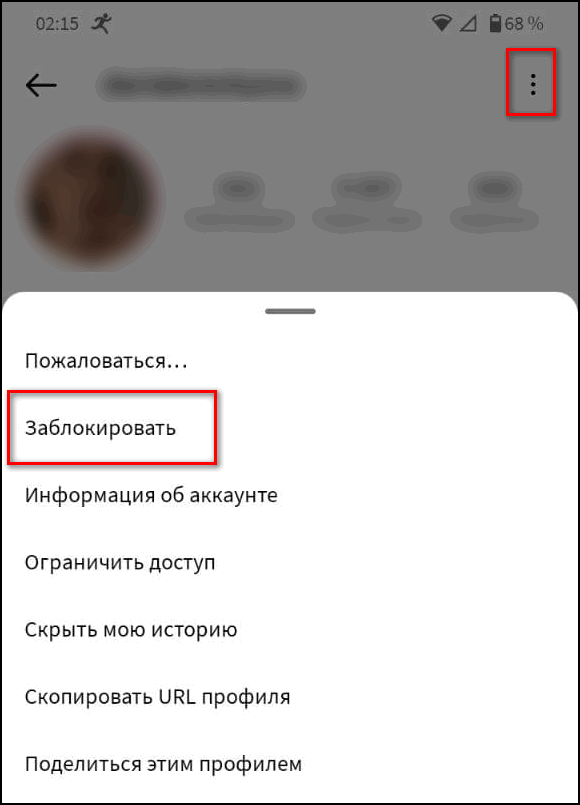 02:15 68 %
Пожаловаться...
Заблокировать
Информация об аккаунте
Ограничить доступ
Скрыть мою историю
Скопировать URL профиля
Поделиться этим профилем